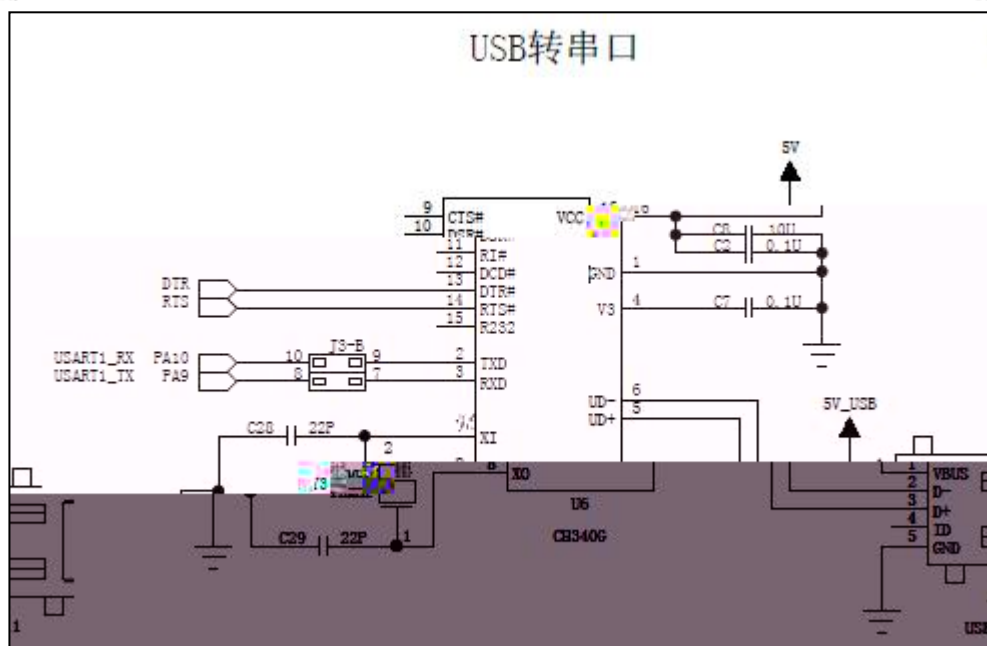 USB转串口
5V
9 CTS# VCC
10 DSR#
C8 10U
11 RI# C2 0.1U
12 DCD# GND 1
DTR 13 DTR#
RTS 14 RTS# V3 4 C7 0.1U
15 R232
J3-B
USART1_RX PA10 10 9 2 TXD
USART1_TX PA9 8 7 3 RXD
UD- 6
UD+ 5
5V_USB
C28 22P XI
2
8 XO 1 VBUS
Y3 2 D-
U6 3 D+
4 ID
C29 22P 1 CH340G 5 GND
1